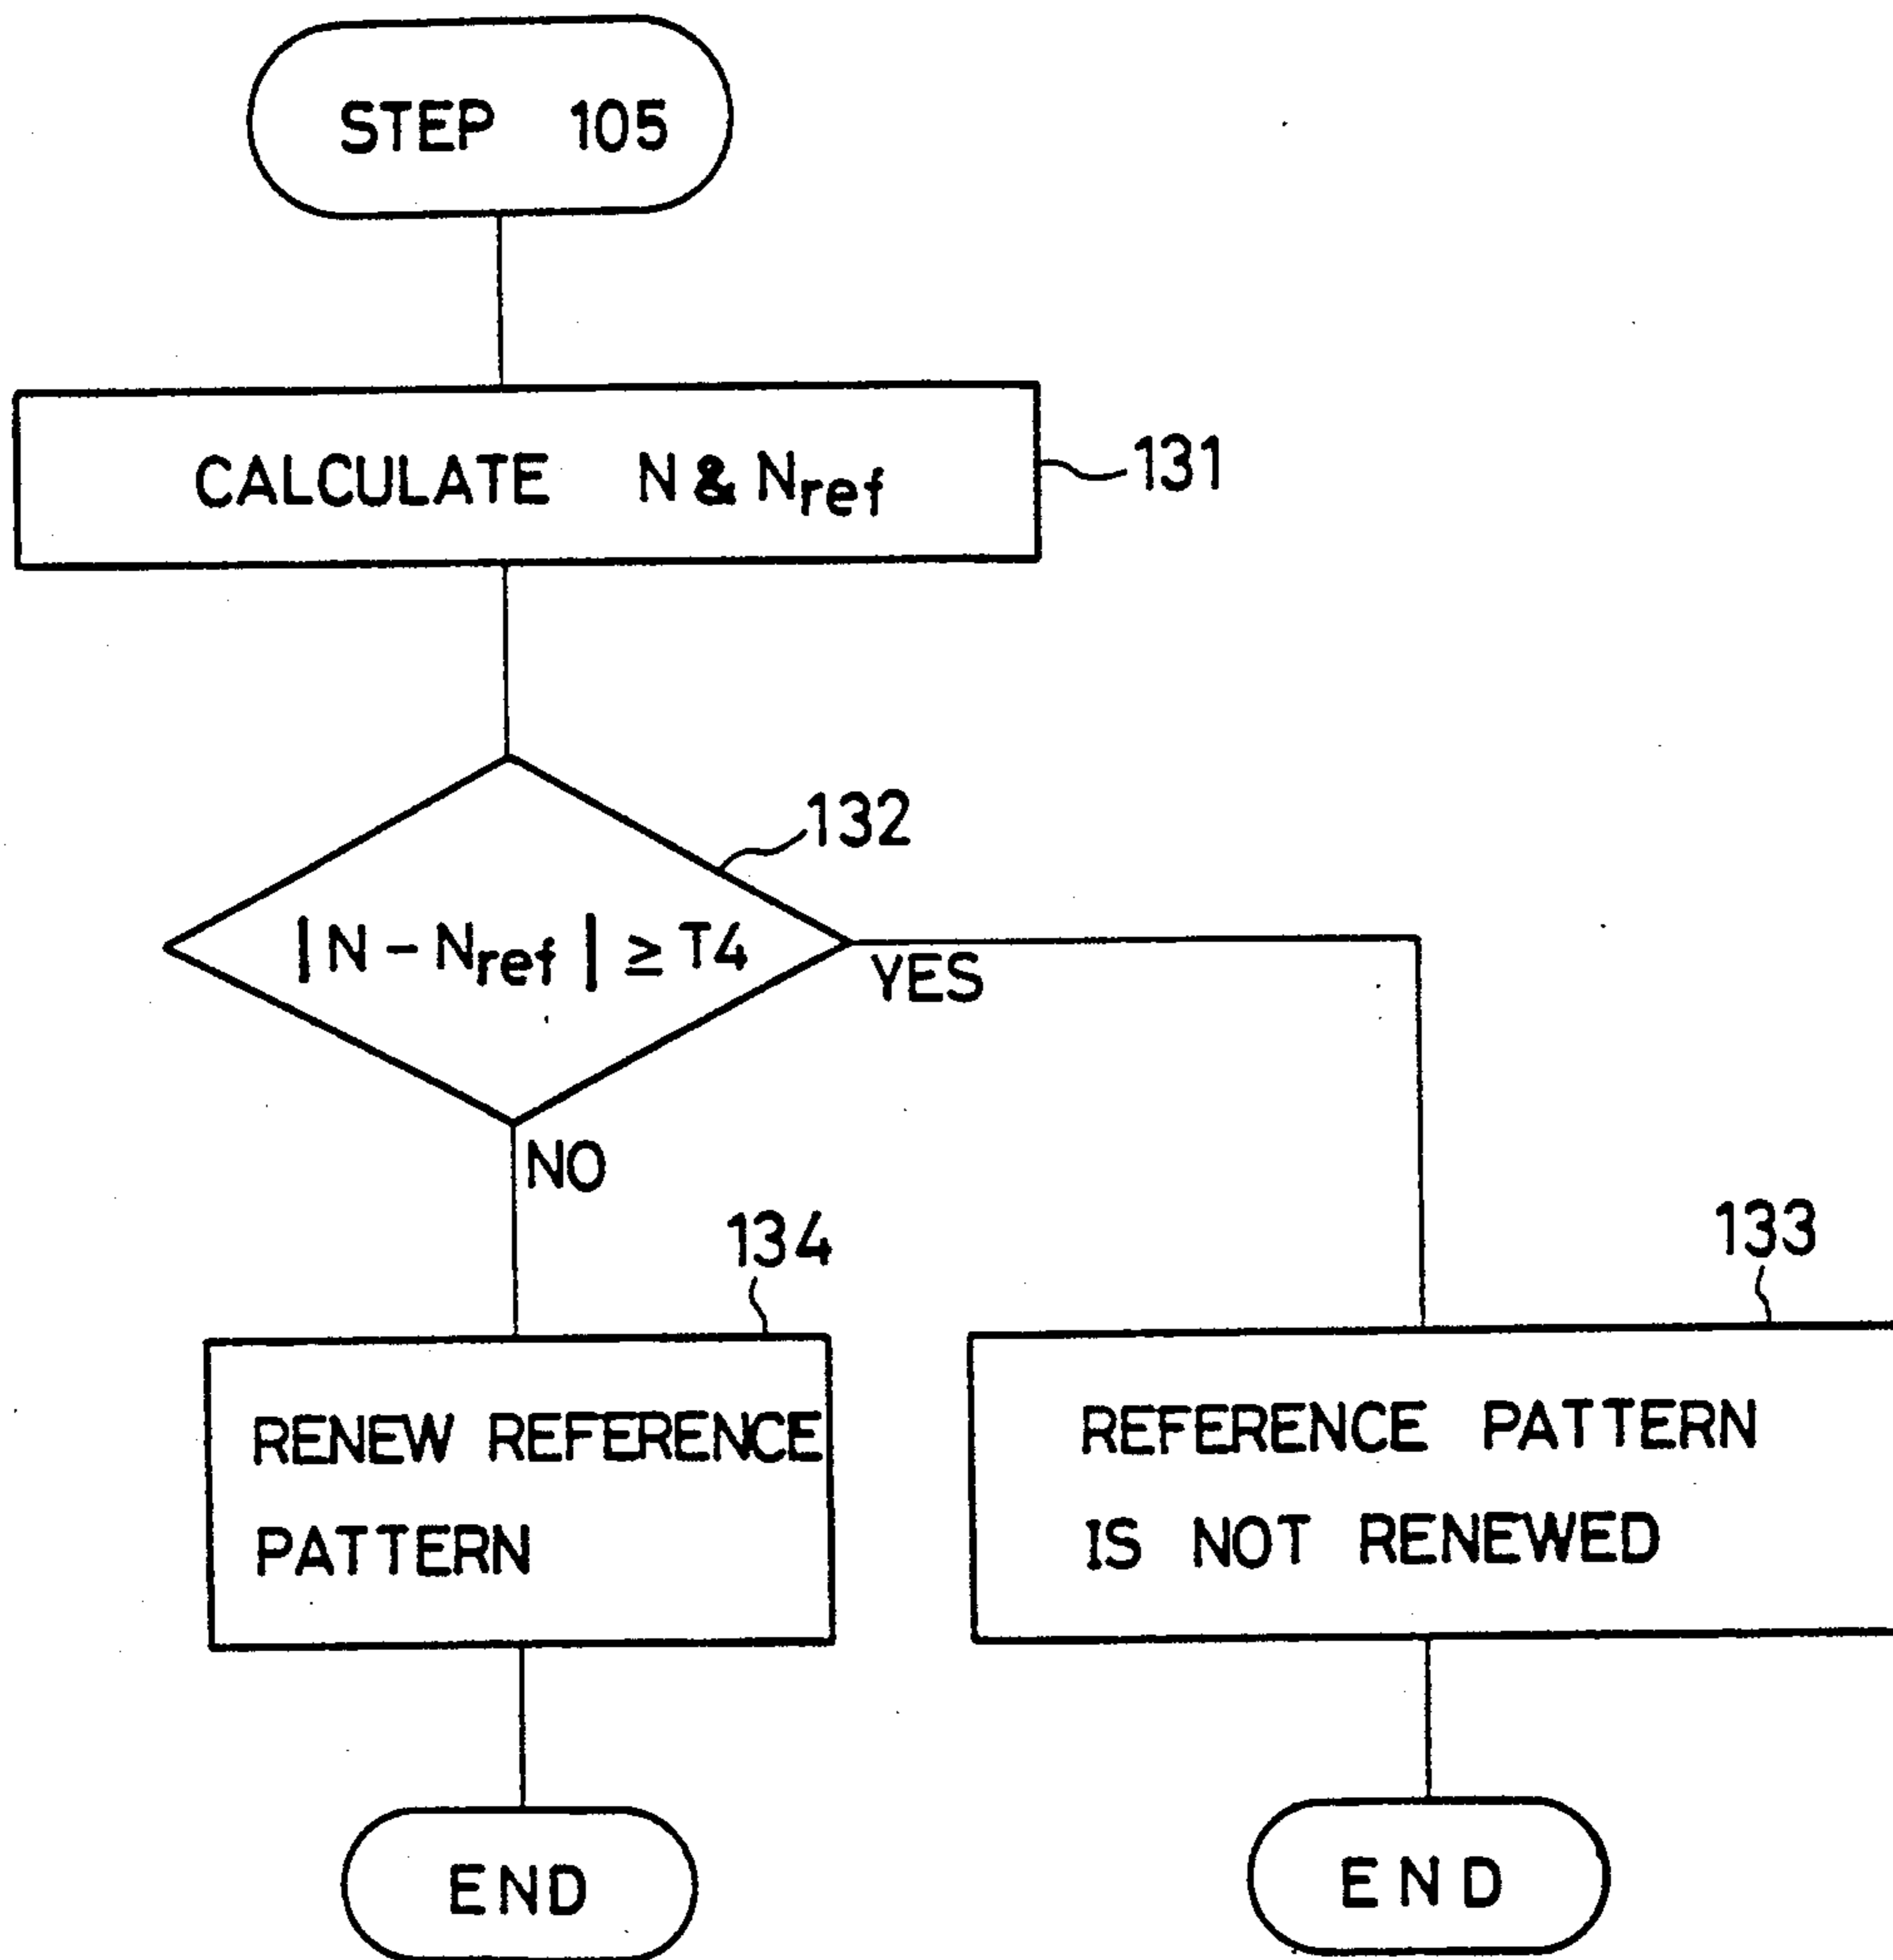 STEP 105
CALCULATE N & Nref
131
132
| N - Nref | ≥ T4
YES
NO
134
133
RENEW REFERENCE
PATTERN
REFERENCE PATTERN
IS NOT RENEWED
END
END